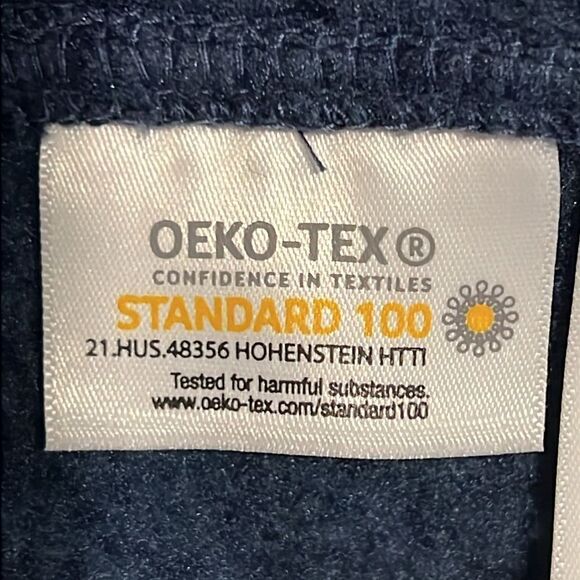 OEKO-TEX®
CONFIDENCE IN TEXTILES
STANDARD 100
21.HUS.48356 HOHENSTEIN HTTI
Tested for harmful substances.
www.oeko-tex.com/standard100